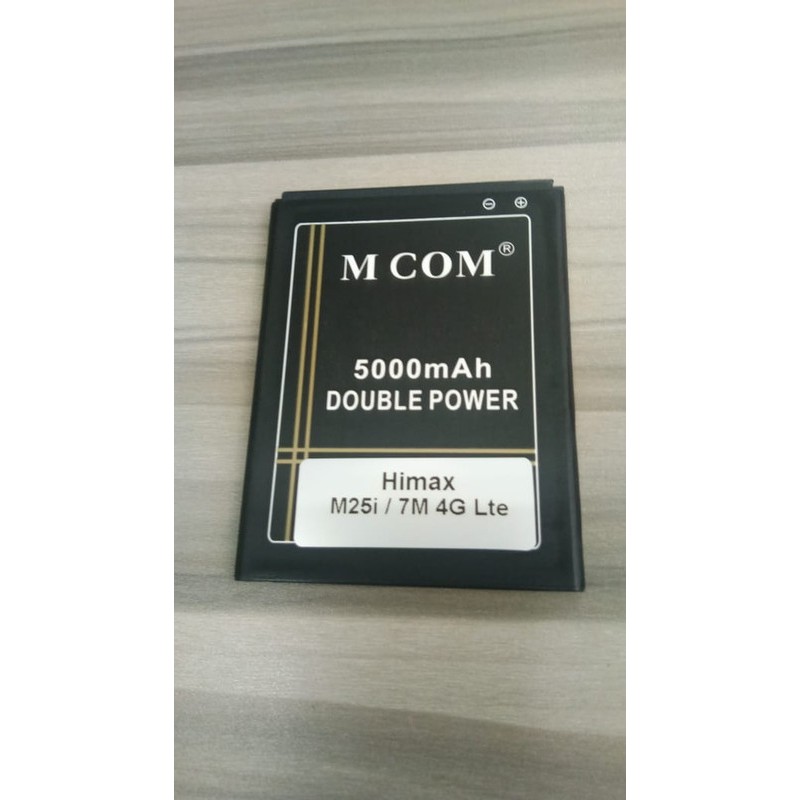 ⊖ ⊕
M COM®
5000mAh
DOUBLE POWER
Himax
M25i / 7M 4G Lte